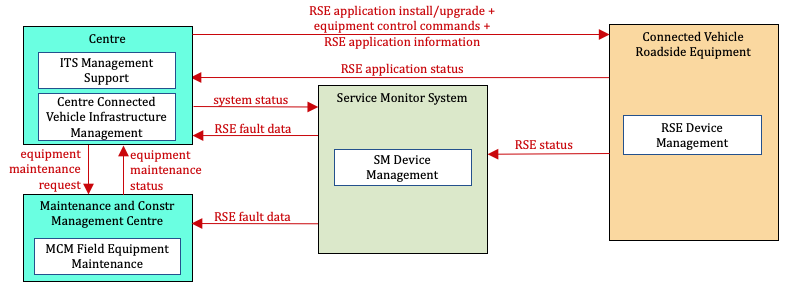 RSE application install/upgrade +
equipment control commands +
RSE application information
Centre
ITS Management
Support
Centre Connected
Vehicle Infrastructure
Management
Connected Vehicle
Roadside Equipment
RSE Device
Management
RSE application status
system status
RSE fault data
Service Monitor System
SM Device
Management
RSE status
equipment
maintenance
request
equipment
maintenance
status
Maintenance and Constr
Management Centre
MCM Field Equipment
Maintenance
RSE fault data